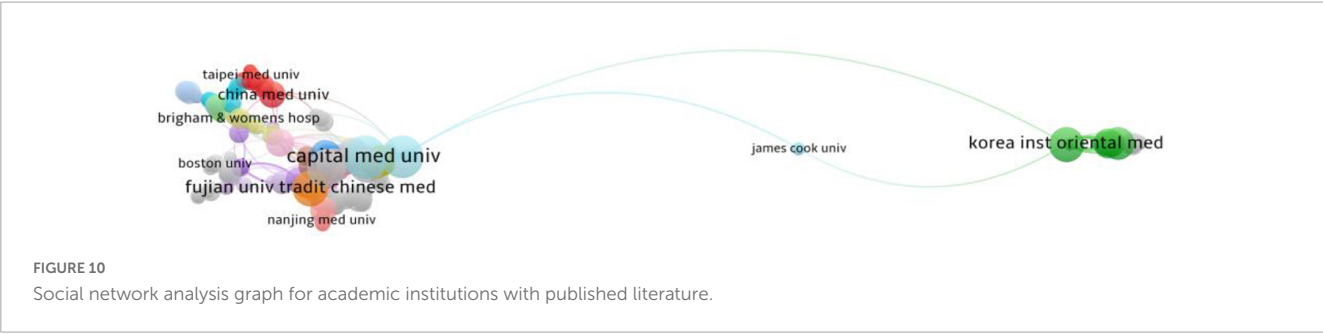 taipei med univ
china med univ
brigham & womens hosp
capital med univ
boston univ
fujian univ tradit chinese med
nanjing med univ
james cook univ
korea inst oriental med
FIGURE 10
Social network analysis graph for academic institutions with published literature.